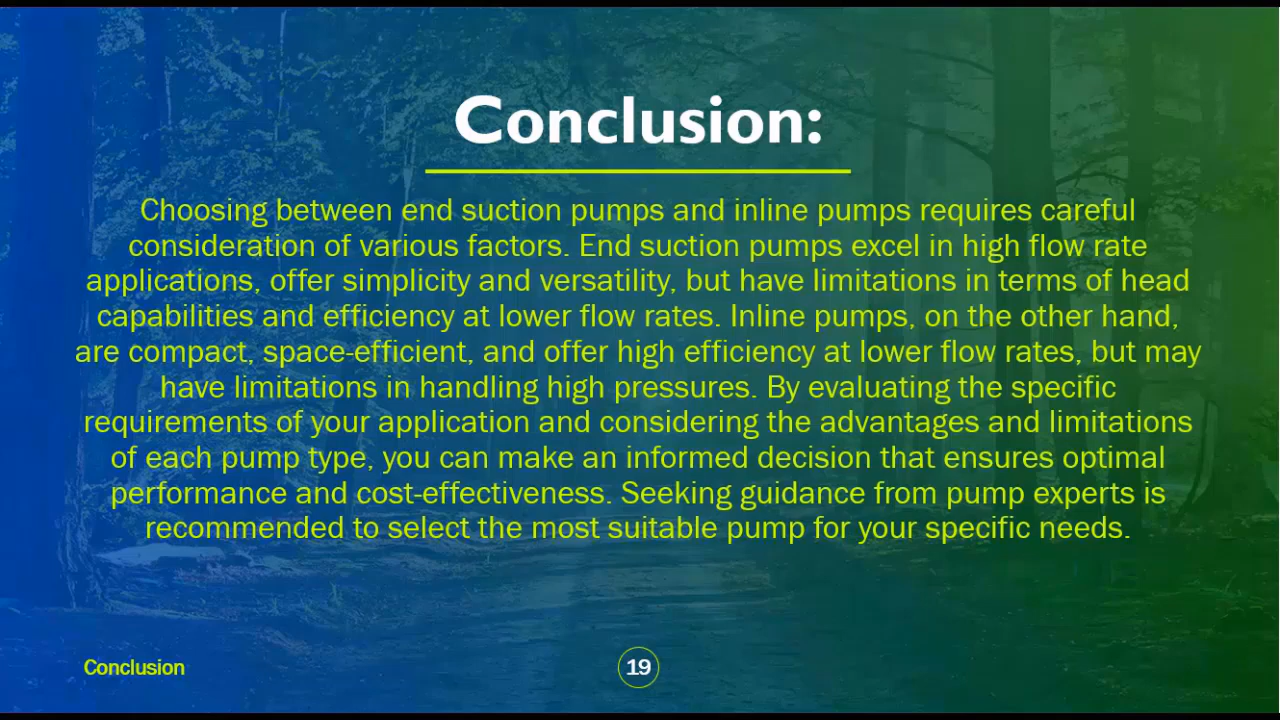 Conclusion:
Choosing between end suction pumps and inline pumps requires careful
consideration of various factors. End suction pumps excel in high flow rate
applications, offer simplicity and versatility, but have limitations in terms of head
capabilities and efficiency at lower flow rates. Inline pumps, on the other hand,
are compact, space-efficient, and offer high efficiency at lower flow rates, but may
have limitations in handling high pressures. By evaluating the specific
requirements of your application and considering the advantages and limitations
of each pump type, you can make an informed decision that ensures optimal
performance and cost-effectiveness. Seeking guidance from pump experts is
recommended to select the most suitable pump for your specific needs.
Conclusion
19